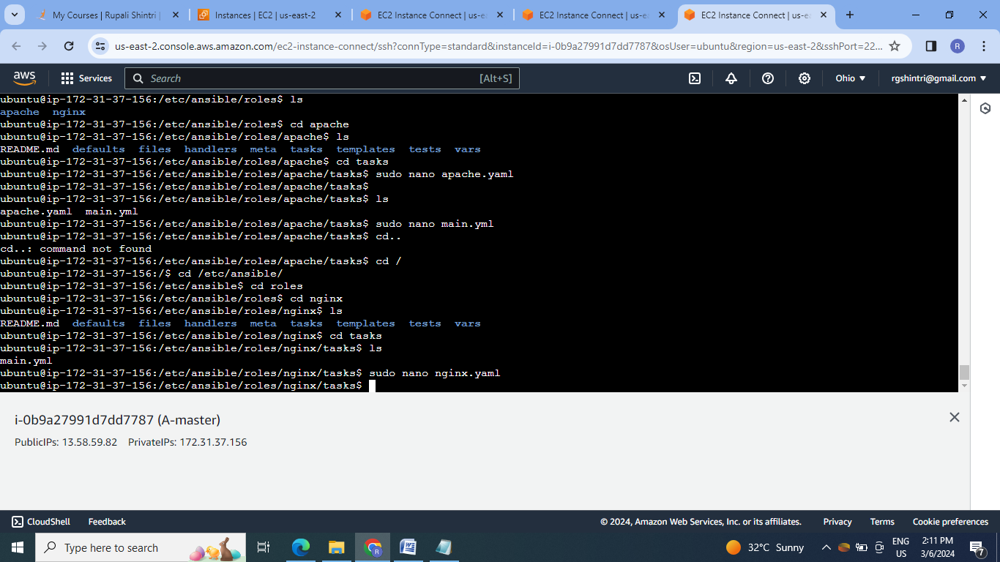 My Courses | Rupali Shintri |
Instances | EC2 | us-east-2
EC2 Instance Connect | us-ea
EC2 Instance Connect | us-ea
EC2 Instance Connect | us-ea
us-east-2.console.aws.amazon.com/ec2-instance-connect/ssh?connType=standard&instanceId=i-0b9a27991d7dd7787&osUser=ubuntu&region=us-east-2&sshPort=22...
R
aws
Services
Search
[Alt+S]
Ohio
rgshintri@gmail.com
ubuntu@ip-172-31-37-156:/etc/ansible/roles$ ls
apache  nginx
ubuntu@ip-172-31-37-156:/etc/ansible/roles$ cd apache
ubuntu@ip-172-31-37-156:/etc/ansible/roles/apache$ ls
README.md  defaults  files  handlers  meta  tasks  templates  tests  vars
ubuntu@ip-172-31-37-156:/etc/ansible/roles/apache$ cd tasks
ubuntu@ip-172-31-37-156:/etc/ansible/roles/apache/tasks$ sudo nano apache.yaml
ubuntu@ip-172-31-37-156:/etc/ansible/roles/apache/tasks$
ubuntu@ip-172-31-37-156:/etc/ansible/roles/apache/tasks$ ls
apache.yaml  main.yml
ubuntu@ip-172-31-37-156:/etc/ansible/roles/apache/tasks$ sudo nano main.yml
ubuntu@ip-172-31-37-156:/etc/ansible/roles/apache/tasks$ cd..
cd..: command not found
ubuntu@ip-172-31-37-156:/etc/ansible/roles/apache/tasks$ cd /
ubuntu@ip-172-31-37-156:/$ cd /etc/ansible/
ubuntu@ip-172-31-37-156:/etc/ansible$ cd roles
ubuntu@ip-172-31-37-156:/etc/ansible/roles$ cd nginx
ubuntu@ip-172-31-37-156:/etc/ansible/roles/nginx$ ls
README.md  defaults  files  handlers  meta  tasks  templates  tests  vars
ubuntu@ip-172-31-37-156:/etc/ansible/roles/nginx$ cd tasks
ubuntu@ip-172-31-37-156:/etc/ansible/roles/nginx/tasks$ ls
main.yml
ubuntu@ip-172-31-37-156:/etc/ansible/roles/nginx/tasks$ sudo nano nginx.yaml
ubuntu@ip-172-31-37-156:/etc/ansible/roles/nginx/tasks$
i-0b9a27991d7dd7787 (A-master)
PublicIPs: 13.58.59.82    PrivateIPs: 172.31.37.156
CloudShell
Feedback
© 2024, Amazon Web Services, Inc. or its affiliates.
Privacy
Terms
Cookie preferences
Type here to search
32°C Sunny
ENG
US
2:11 PM
3/6/2024
7